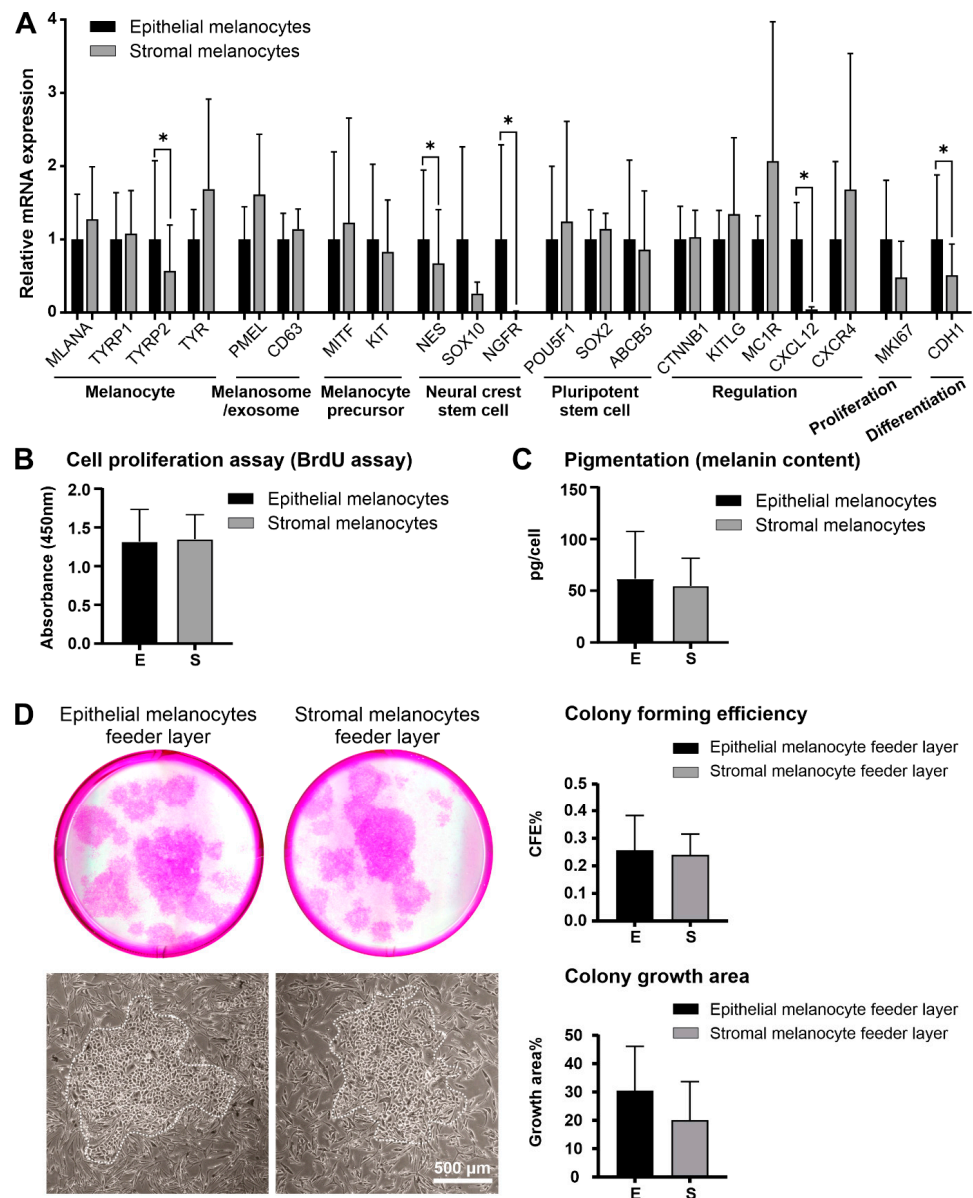 A
Epithelial melanocytes
Stromal melanocytes
Relative mRNA expression
4
3
2
1
0
* * * * *
MLANA TYRP1 TYRP2 TYR PMEL CD63 MITF KIT NES SOX10 NGFR POU5F1 SOX2 ABCB5 CTNNB1 KITLG MC1R CXCL12 CXCR4 MKI67 CDH1
Melanocyte
Melanosome
/exosome
Melanocyte
precursor
Neural crest
stem cell
Pluripotent
stem cell
Regulation
Proliferation
Differentiation
B Cell proliferation assay (BrdU assay)
Epithelial melanocytes
Stromal melanocytes
Absorbance (450nm)
2.0
1.5
1.0
0.5
0.0
E S
C Pigmentation (melanin content)
Epithelial melanocytes
Stromal melanocytes
pg/cell
150
100
50
0
E S
D
Epithelial melanocytes
feeder layer
Stromal melanocytes
feeder layer
500 µm
Colony forming efficiency
Epithelial melanocyte feeder layer
Stromal melanocyte feeder layer
CFE%
0.5
0.4
0.3
0.2
0.1
0.0
E S
Colony growth area
Epithelial melanocyte feeder layer
Stromal melanocyte feeder layer
Growth area%
50
40
30
20
10
0
E S